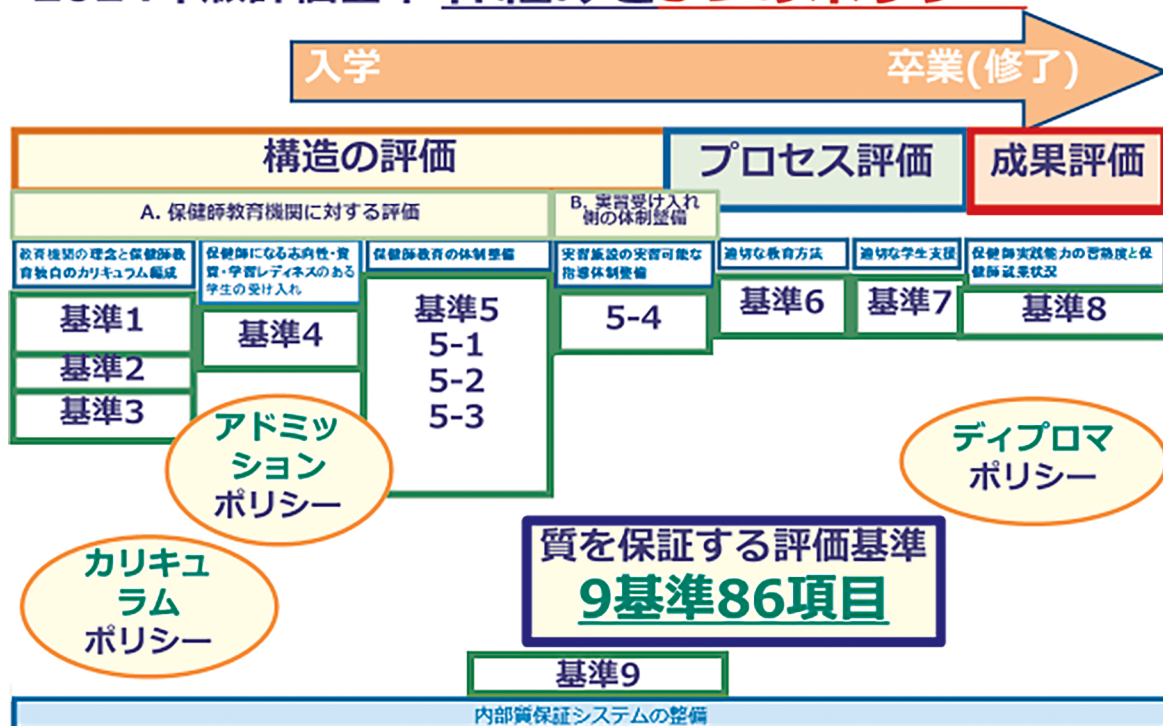 入学
卒業(修了)
構造の評価
プロセス評価
成果評価
A. 保健師教育機関に対する評価
B. 実習受け入れ
側の体制整備
教育機関の理念と保健師教
育独自のカリキュラム編成
保健師になる志向性・資
質・学習レディネスのある
学生の受け入れ
保健師教育の体制整備
実習施設の実習可能な
指導体制整備
適切な教育方法
適切な学生支援
保健師実践能力の習熟度と保
健師就業状況
基準1
基準2
基準3
基準4
基準5
5-1
5-2
5-3
5-4
基準6
基準7
基準8
アドミッ
ション
ポリシー
ディプロマ
ポリシー
カリキュ
ラム
ポリシー
質を保証する評価基準
9基準86項目
基準9
内部質保証システムの整備